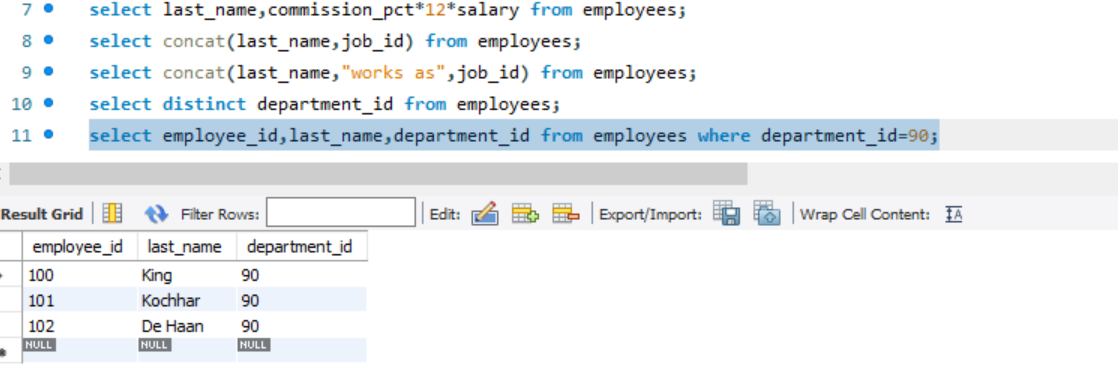 7 select last_name,commission_pct*12*salary from employees;
8 select concat(last_name,job_id) from employees;
9 select concat(last_name,"works as",job_id) from employees;
10 select distinct department_id from employees;
11 select employee_id,last_name,department_id from employees where department_id=90;
Result Grid Filter Rows: Edit: Export/Import: Wrap Cell Content: IA
employee_id last_name department_id
100 King 90
101 Kochhar 90
102 De Haan 90
NULL NULL NULL